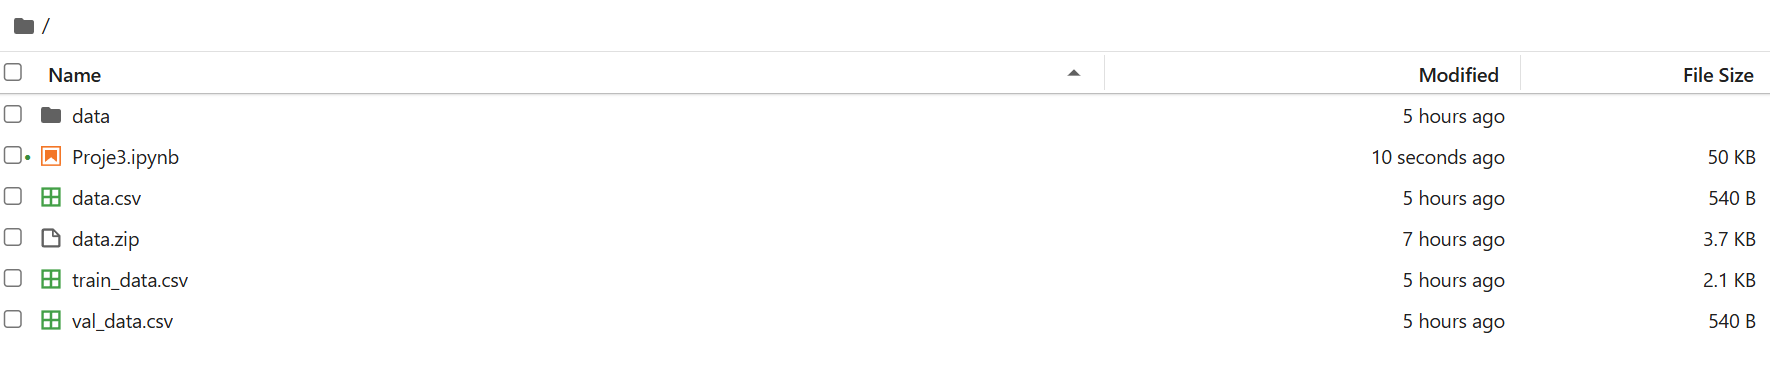 /
Name Modified File Size
data 5 hours ago
Proje3.ipynb 10 seconds ago 50 KB
data.csv 5 hours ago 540 B
data.zip 7 hours ago 3.7 KB
train_data.csv 5 hours ago 2.1 KB
val_data.csv 5 hours ago 540 B